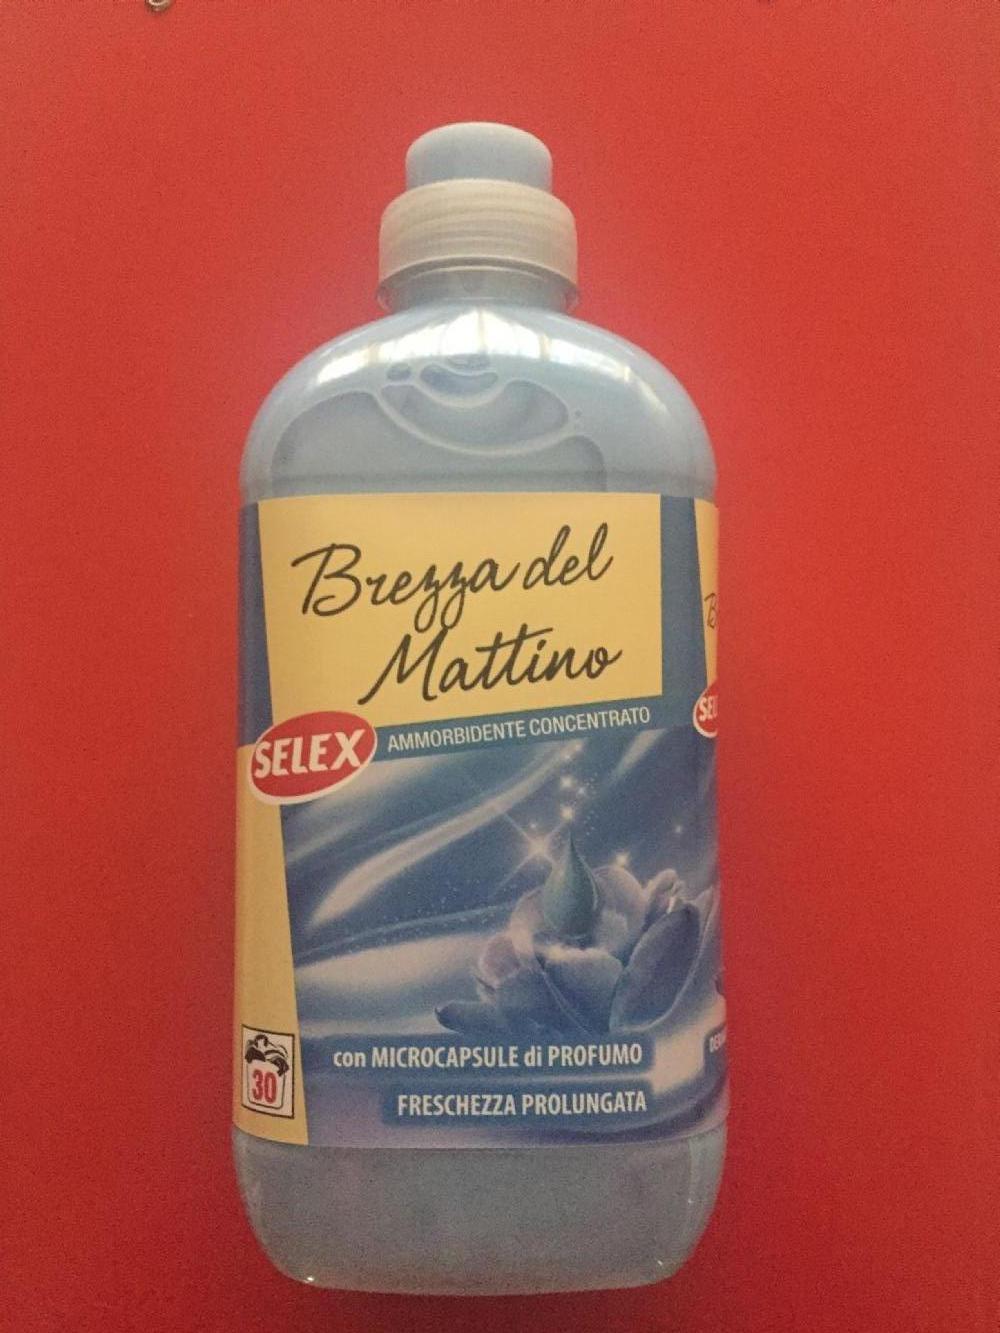 Brezza del
Mattino
SELEX
AMMORBIDENTE CONCENTRATO
con MICROCAPSULE di PROFUMO
FRESCHEZZA PROLUNGATA
30